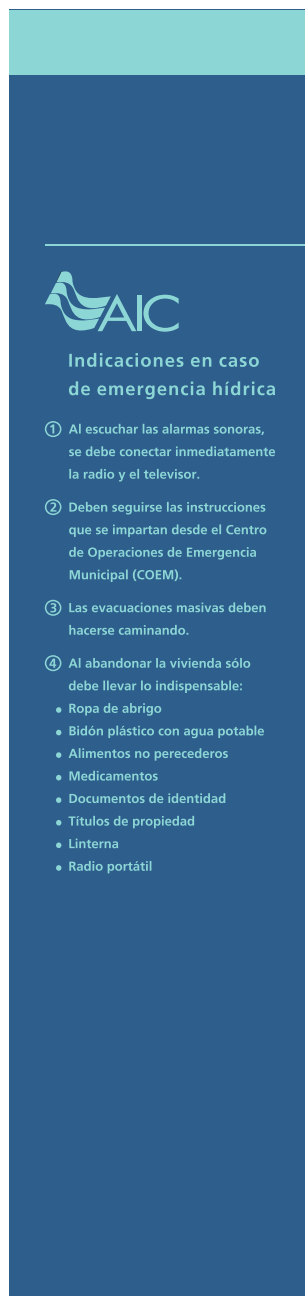 AIC
Indicaciones en caso
de emergencia hídrica
1 Al escuchar las alarmas sonoras,
se debe conectar inmediatamente
la radio y el televisor.
2 Deben seguirse las instrucciones
que se impartan desde el Centro
de Operaciones de Emergencia
Municipal (COEM).
3 Las evacuaciones masivas deben
hacerse caminando.
4 Al abandonar la vivienda sólo
debe llevar lo indispensable:
• Ropa de abrigo
• Bidón plástico con agua potable
• Alimentos no perecederos
• Medicamentos
• Documentos de identidad
• Títulos de propiedad
• Linterna
• Radio portátil